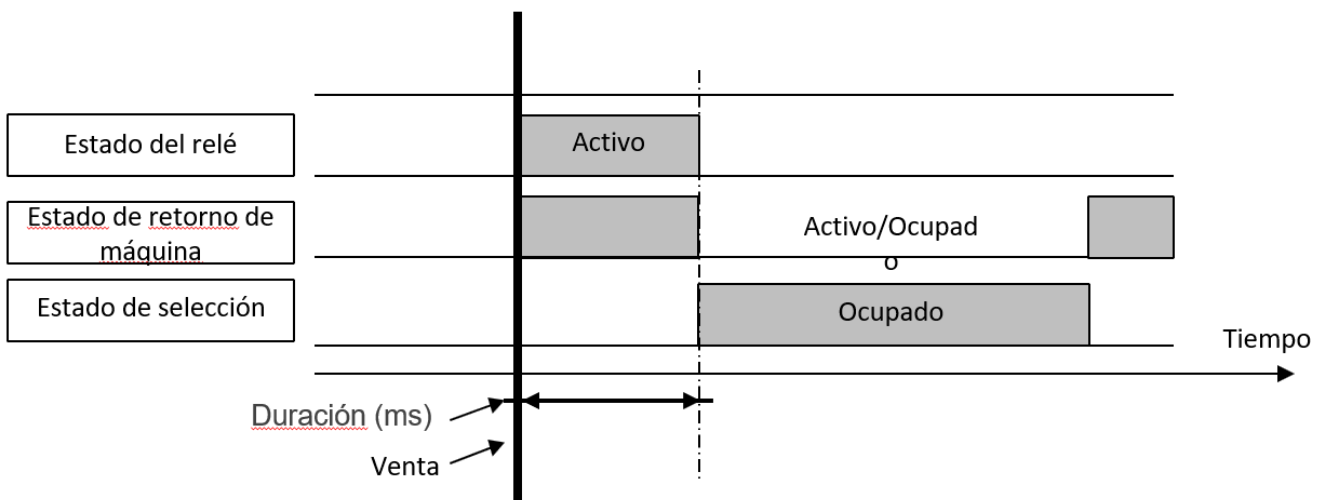 Estado del relé
Activo
Estado de retorno de
máquina
Activo/Ocupad
o
Estado de selección
Ocupado
Tiempo
Duración (ms)
Venta